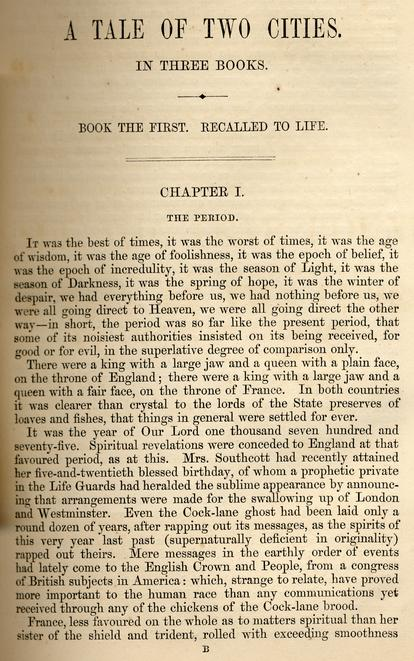 A TALE OF TWO CITIES.
IN THREE BOOKS.
BOOK THE FIRST. RECALLED TO LIFE.
CHAPTER I.
THE PERIOD.
It was the best of times, it was the worst of times, it was the age
of wisdom, it was the age of foolishness, it was the epoch of belief, it
was the epoch of incredulity, it was the season of Light, it was the
season of Darkness, it was the spring of hope, it was the winter of
despair, we had everything before us, we had nothing before us, we
were all going direct to Heaven, we were all going direct the other
way—in short, the period was so far like the present period, that
some of its noisiest authorities insisted on its being received, for
good or for evil, in the superlative degree of comparison only.
There were a king with a large jaw and a queen with a plain face,
on the throne of England; there were a king with a large jaw and a
queen with a fair face, on the throne of France. In both countries
it was clearer than crystal to the lords of the State preserves of
loaves and fishes, that things in general were settled for ever.
It was the year of Our Lord one thousand seven hundred and
seventy-five. Spiritual revelations were conceded to England at that
favoured period, as at this. Mrs. Southcott had recently attained
her five-and-twentieth blessed birthday, of whom a prophetic private
in the Life Guards had heralded the sublime appearance by announc-
ing that arrangements were made for the swallowing up of London
and Westminster. Even the Cock-lane ghost had been laid only a
round dozen of years, after rapping out its messages, as the spirits of
this very year last past (supernaturally deficient in originality)
rapped out theirs. Mere messages in the earthly order of events
had lately come to the English Crown and People, from a congress
of British subjects in America: which, strange to relate, have proved
more important to the human race than any communications yet
received through any of the chickens of the Cock-lane brood.
France, less favoured on the whole as to matters spiritual than her
sister of the shield and trident, rolled with exceeding smoothness
B